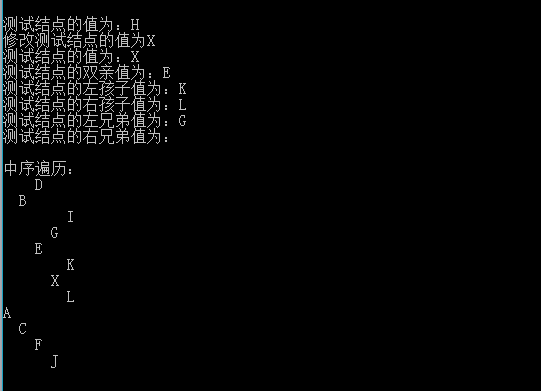 测试结点的值为：H
修改测试结点的值为X
测试结点的值为：X
测试结点的双亲值为：E
测试结点的左孩子值为：K
测试结点的右孩子值为：L
测试结点的左兄弟值为：G
测试结点的右兄弟值为：
中序遍历：
D
B
I
G
E
K
X
L
A
C
F
J